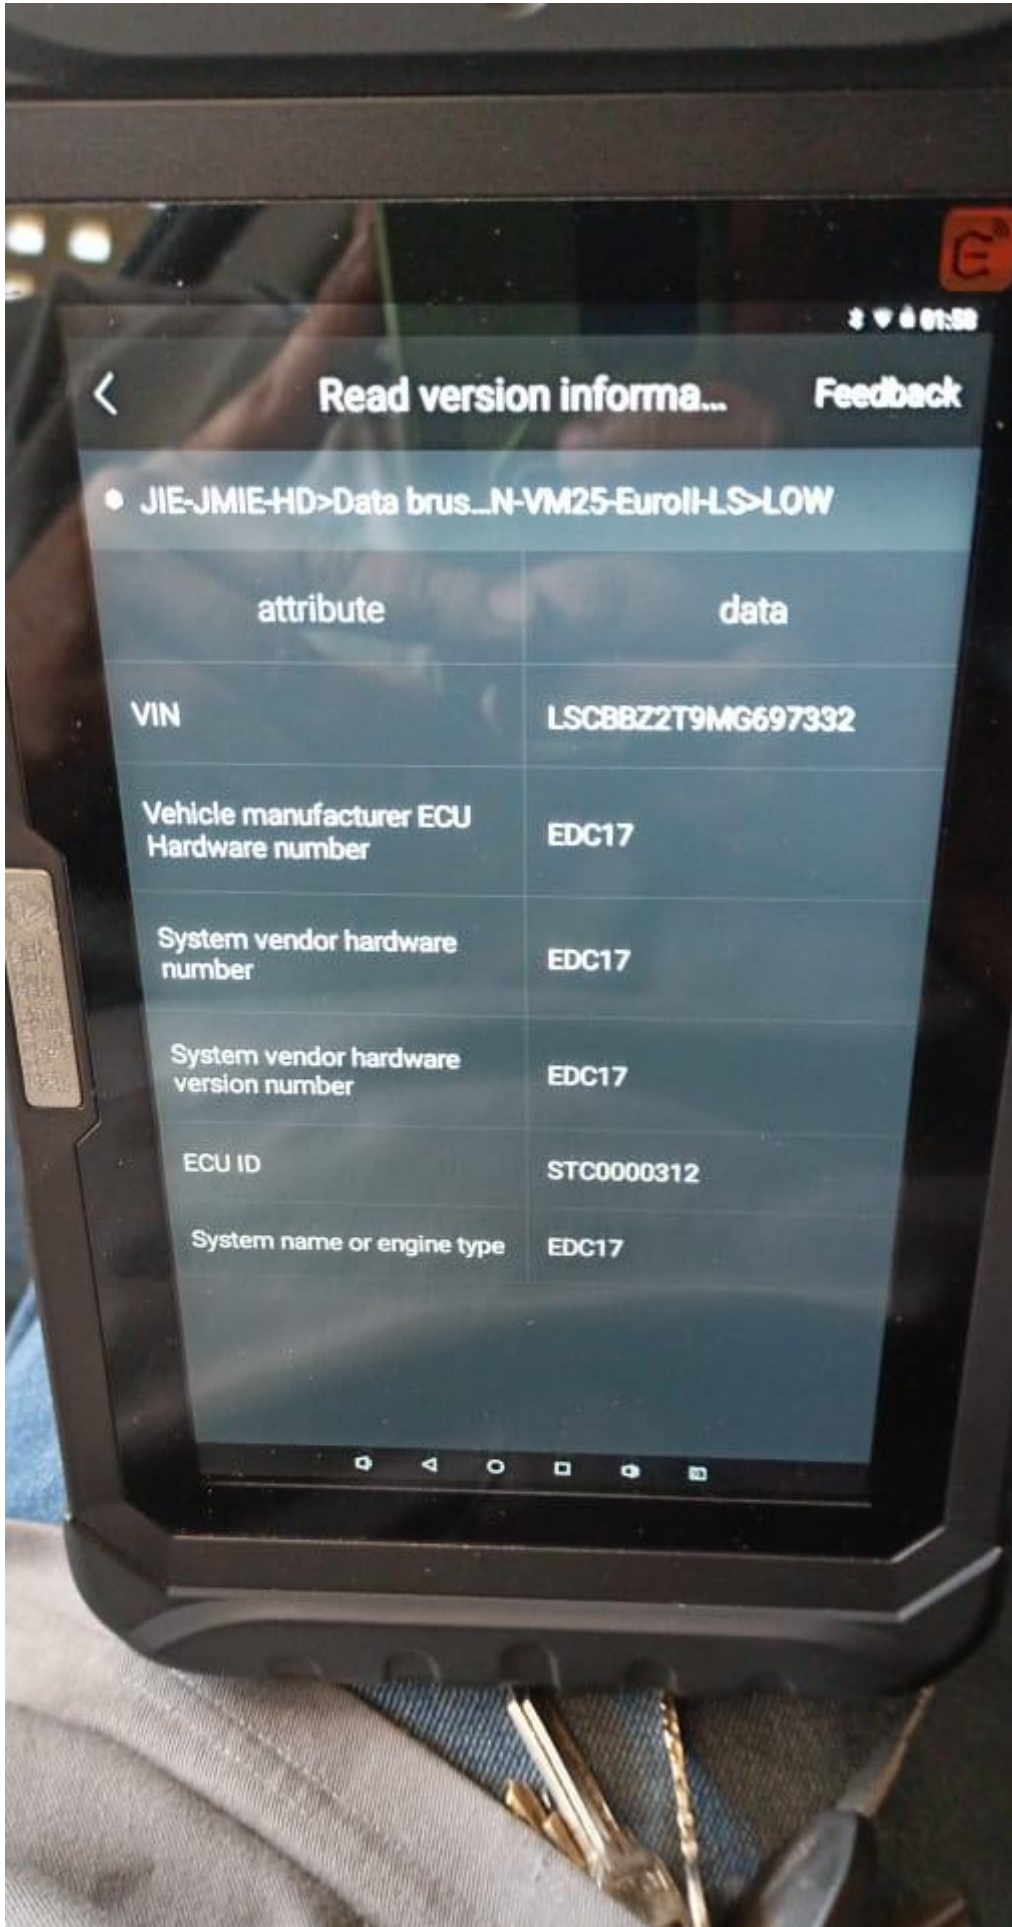 01:58
Read version informa... Feedback
JIE-JMIE-HD>Data brus...N-VM25-EuroII-LS>LOW
attribute data
VIN LSCBBZ2T9MG697332
Vehicle manufacturer ECU
Hardware number
EDC17
System vendor hardware
number
EDC17
System vendor hardware
version number
EDC17
ECU ID STC0000312
System name or engine type EDC17